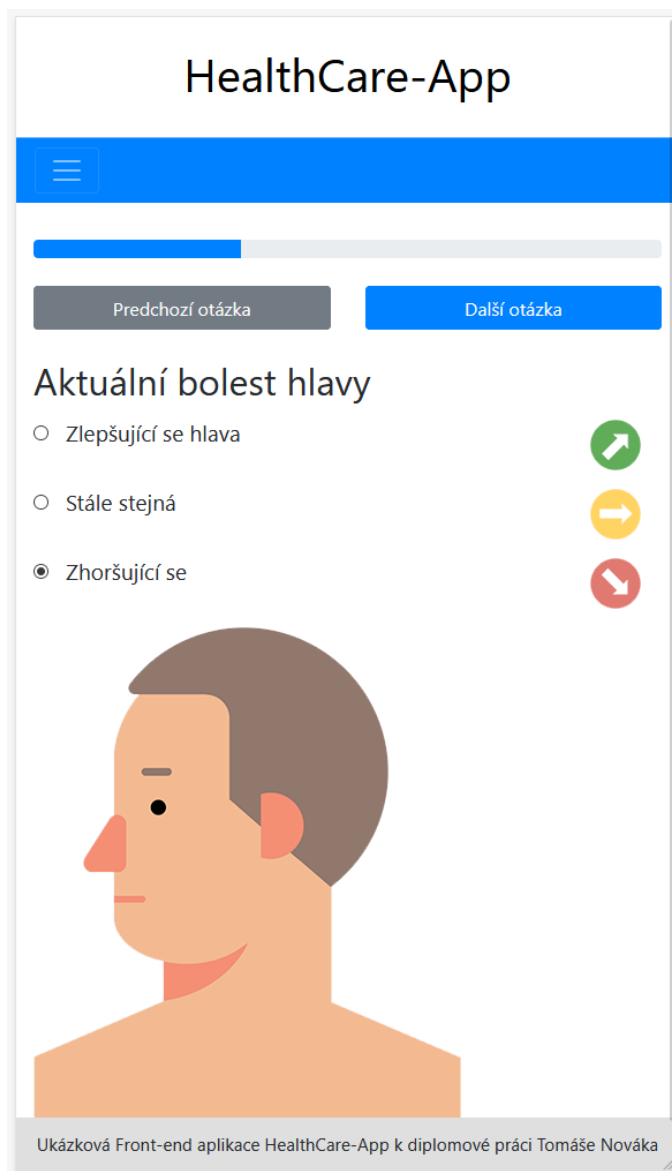 HealthCare-App
Predchozí otázka
Další otázka
Aktuální bolest hlavy
Zlepšující se hlava
Stále stejná
Zhoršující se
Ukázková Front-end aplikace HealthCare-App k diplomové práci Tomáše Nováka